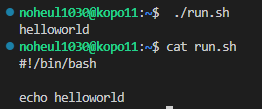 noheul1030@kopo11:~$ ./run.sh
helloworld
noheul1030@kopo11:~$ cat run.sh
#!/bin/bash
echo helloworld